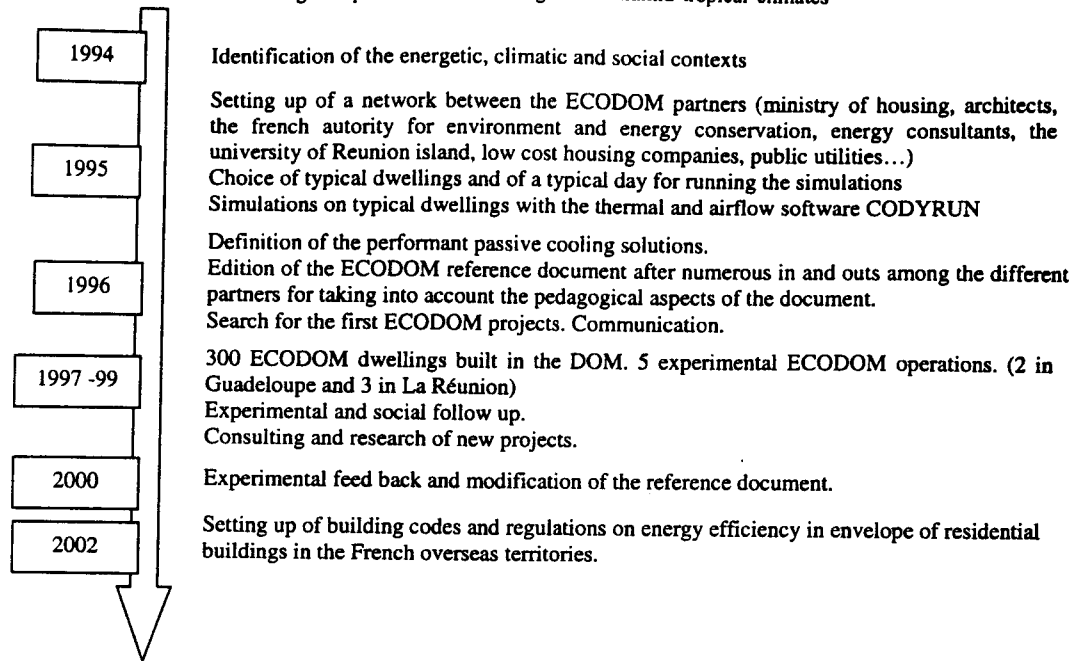 tropical climates
1994
Identification of the energetic, climatic and social contexts
Setting up of a network between the ECODOM partners (ministry of housing, architects,
the french autority for environment and energy conservation, energy consultants, the
university of Reunion island, low cost housing companies, public utilities…)
1995
Choice of typical dwellings and of a typical day for running the simulations
Simulations on typical dwellings with the thermal and airflow software CODYRUN
Definition of the performant passive cooling solutions.
1996
Edition of the ECODOM reference document after numerous in and outs among the different
partners for taking into account the pedagogical aspects of the document.
Search for the first ECODOM projects. Communication.
1997 -99
300 ECODOM dwellings built in the DOM. 5 experimental ECODOM operations. (2 in
Guadeloupe and 3 in La Réunion)
Experimental and social follow up.
Consulting and research of new projects.
2000
Experimental feed back and modification of the reference document.
2002
Setting up of building codes and regulations on energy efficiency in envelope of residential
buildings in the French overseas territories.